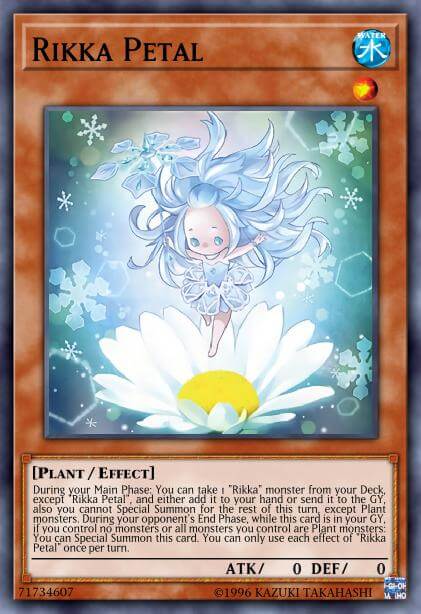 Rikka Petal
WATER
水
[Plant / Effect]
During your Main Phase: You can take 1 "Rikka" monster from your Deck,
except "Rikka Petal", and either add it to your hand or send it to the GY,
also you cannot Special Summon for the rest of this turn, except Plant
monsters. During your opponent's End Phase, while this card is in your GY,
if you control no monsters or all monsters you control are Plant monsters:
You can Special Summon this card. You can only use each effect of "Rikka
Petal" once per turn.
ATK/ 0 DEF/ 0
71734607 ©1996 KAZUKI TAKAHASHI